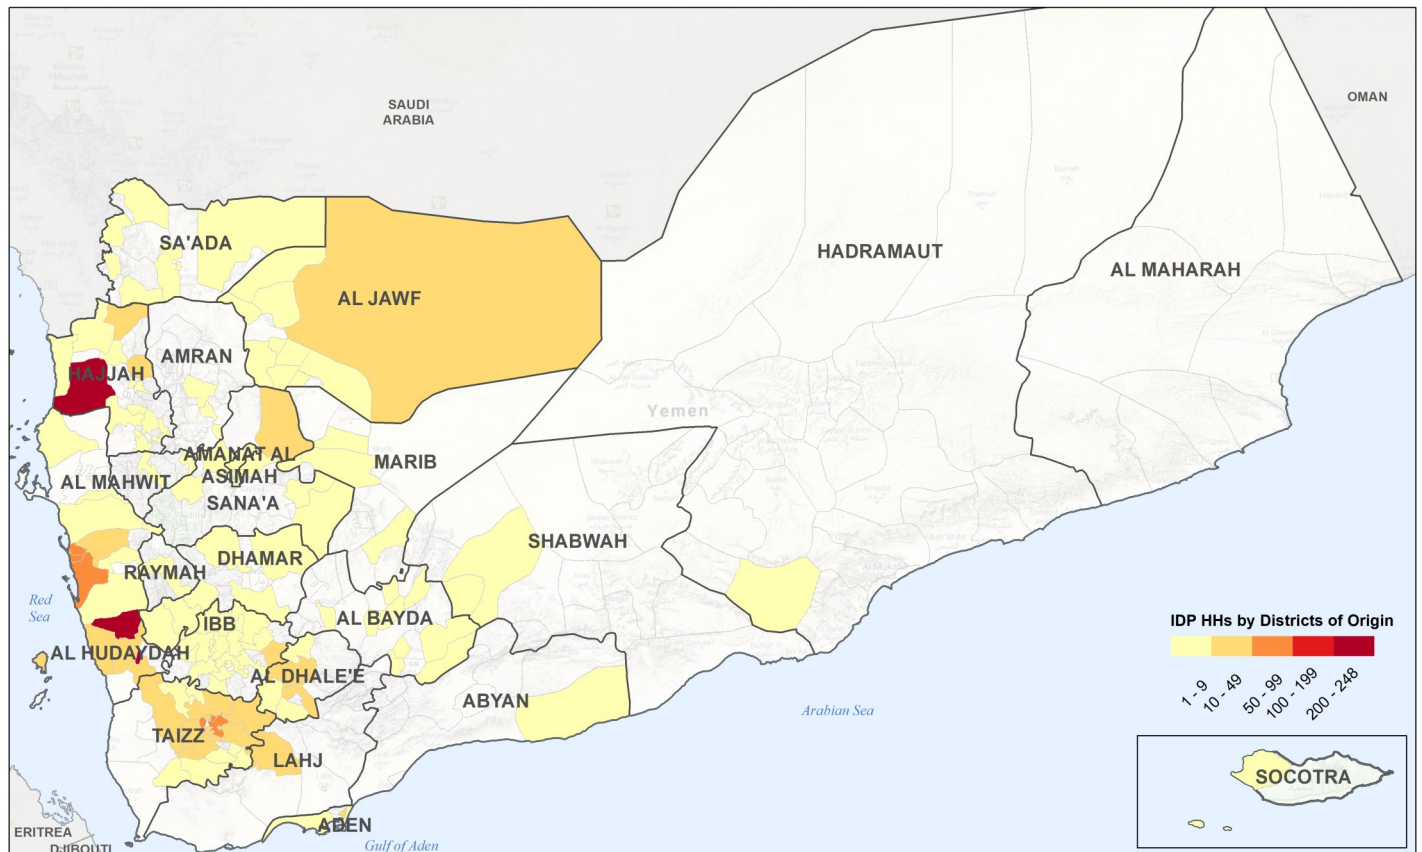 SAUDI
ARABIA
OMAN
SA'ADA
HADRAMAUT
AL MAHARAH
AL JAWF
AMRAN
HAJJAH
Yemen
AMANAT AL
ASIMAH
MARIB
AL MAHWIT
SANA'A
SHABWAH
DHAMAR
RAYMAH
Red
Sea
IBB
AL BAYDA
IDP HHs by Districts of Origin
1 - 9
10 - 49
50 - 99
100 - 199
200 - 248
AL HUDAYDAH
AL DHALE'E
ABYAN
Arabian Sea
TAIZZ
LAHJ
SOCOTRA
ADEN
ERITREA
DJIBOUTI
Gulf of Aden